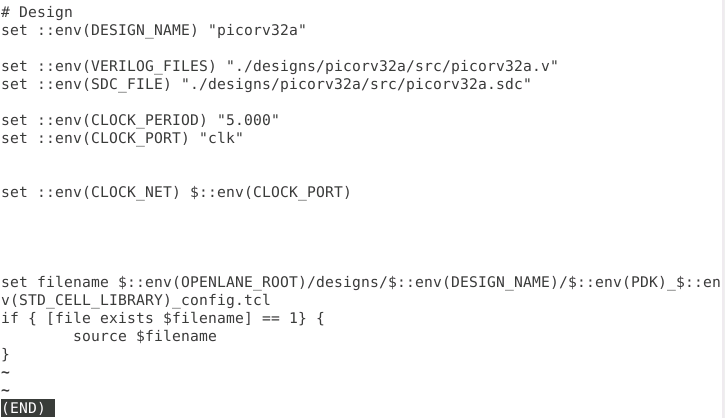 # Design
set ::env(DESIGN_NAME) "picorv32a"
set ::env(VERILOG_FILES) "./designs/picorv32a/src/picorv32a.v"
set ::env(SDC_FILE) "./designs/picorv32a/src/picorv32a.sdc"
set ::env(CLOCK_PERIOD) "5.000"
set ::env(CLOCK_PORT) "clk"
set ::env(CLOCK_NET) $::env(CLOCK_PORT)
set filename $::env(OPENLANE_ROOT)/designs/$::env(DESIGN_NAME)/$::env(PDK)_$::en
v(STD_CELL_LIBRARY)_config.tcl
if { [file exists $filename] == 1} {
        source $filename
}
~
~
(END)